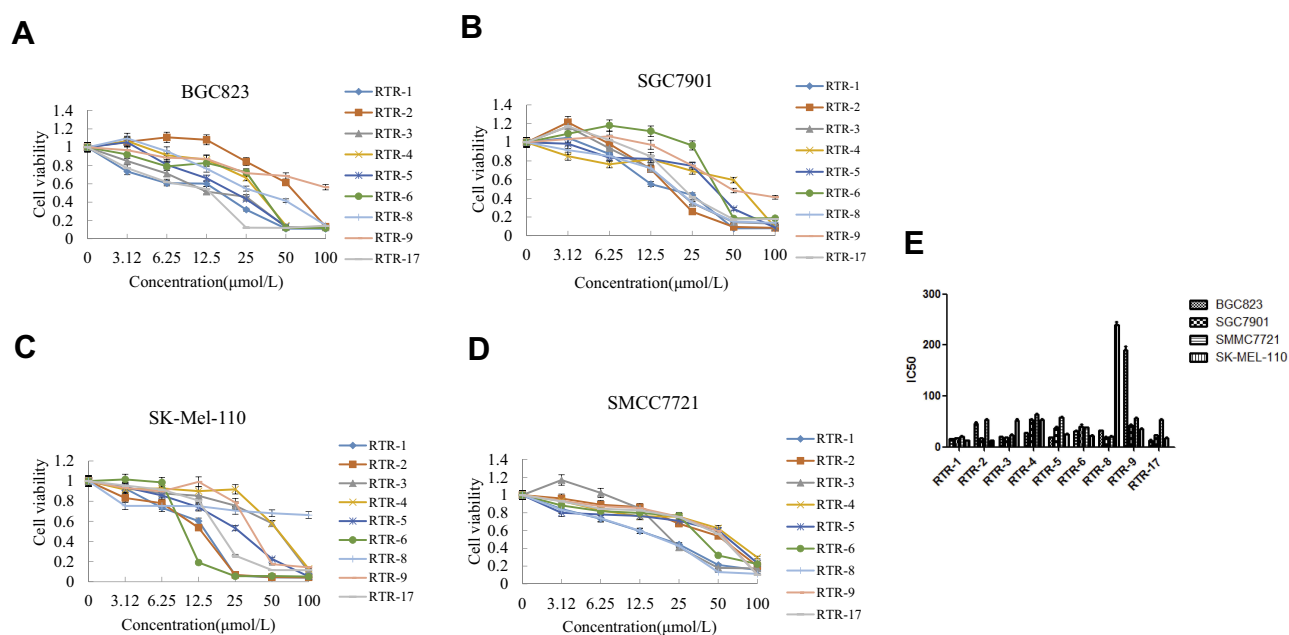 A
BGC823
Cell viability
1.4
1.2
1
0.8
0.6
0.4
0.2
0
0 3.12 6.25 12.5 25 50 100
Concentration(μmol/L)
RTR-1
RTR-2
RTR-3
RTR-4
RTR-5
RTR-6
RTR-8
RTR-9
RTR-17
B
SGC7901
Cell viability
1.4
1.2
1
0.8
0.6
0.4
0.2
0
0 3.12 6.25 12.5 25 50 100
Concentration(μmol/L)
RTR-1
RTR-2
RTR-3
RTR-4
RTR-5
RTR-6
RTR-8
RTR-9
RTR-17
C
SK-Mel-110
Cell viability
1.2
1
0.8
0.6
0.4
0.2
0
0 3.12 6.25 12.5 25 50 100
Concentration(μmol/L)
RTR-1
RTR-2
RTR-3
RTR-4
RTR-5
RTR-6
RTR-8
RTR-9
RTR-17
D
SMCC7721
Cell viability
1.4
1.2
1
0.8
0.6
0.4
0.2
0
0 3.12 6.25 12.5 25 50 100
Concentration(μmol/L)
RTR-1
RTR-2
RTR-3
RTR-4
RTR-5
RTR-6
RTR-8
RTR-9
RTR-17
E
IC50
300
200
100
0
RTR-1 RTR-2 RTR-3 RTR-4 RTR-5 RTR-6 RTR-8 RTR-9 RTR-17
BGC823
SGC7901
SMMC7721
SK-MEL-110